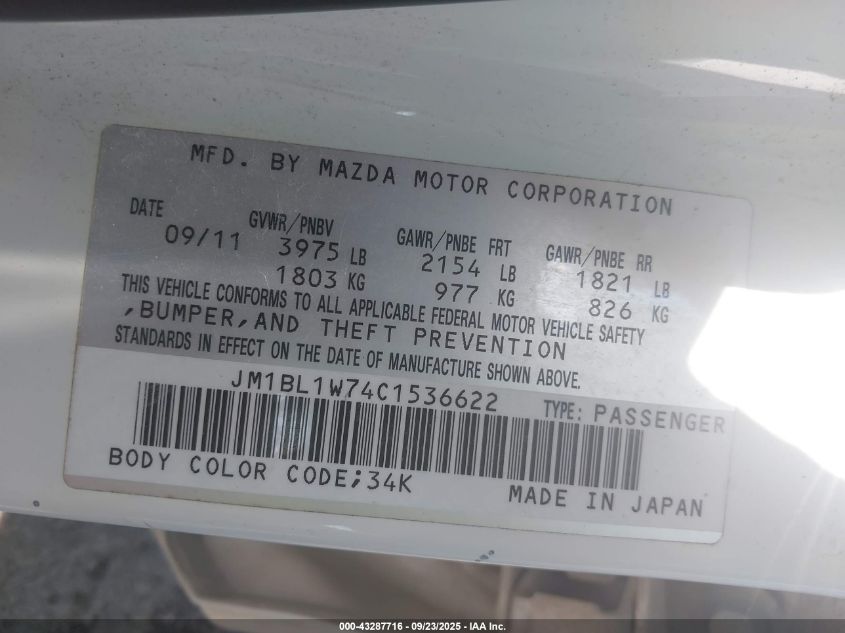 MFD. BY MAZDA MOTOR CORPORATION
DATE GVWR/PNBV GAWR/PNBE FRT GAWR/PNBE RR
09/11 3975 LB 2154 LB 1821 LB
1803 KG 977 KG 826 KG
THIS VEHICLE CONFORMS TO ALL APPLICABLE FEDERAL MOTOR VEHICLE SAFETY
,BUMPER,AND THEFT PREVENTION
STANDARDS IN EFFECT ON THE DATE OF MANUFACTURE SHOWN ABOVE.
JM1BL1W74C1536622 TYPE: PASSENGER
BODY COLOR CODE;34K MADE IN JAPAN
000-43287716 - 09/23/2025 - IAA Inc.